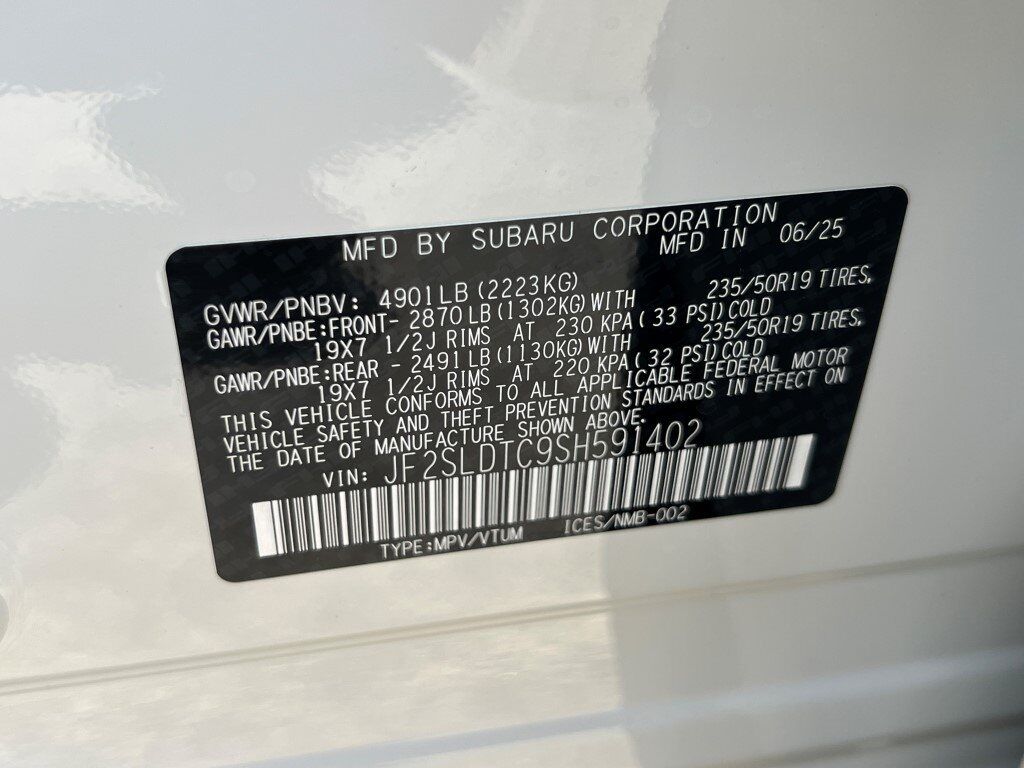 MFD BY SUBARU CORPORATION
MFD IN 06/25
GVWR/PNBV: 4901LB(2223KG)
GAWR/PNBE:FRONT- 2870LB(1302KG)WITH 235/50R19 TIRES,
19X7 1/2J RIMS AT 230 KPA(33 PSI)COLD
GAWR/PNBE:REAR - 2491LB(1130KG)WITH 235/50R19 TIRES,
19X7 1/2J RIMS AT 220 KPA(32 PSI)COLD
THIS VEHICLE CONFORMS TO ALL APPLICABLE FEDERAL MOTOR
VEHICLE SAFETY AND THEFT PREVENTION STANDARDS IN EFFECT ON
THE DATE OF MANUFACTURE SHOWN ABOVE.
VIN: JF2SLDTC9SH591402
TYPE:MPV/VTUM ICES/NMB-002